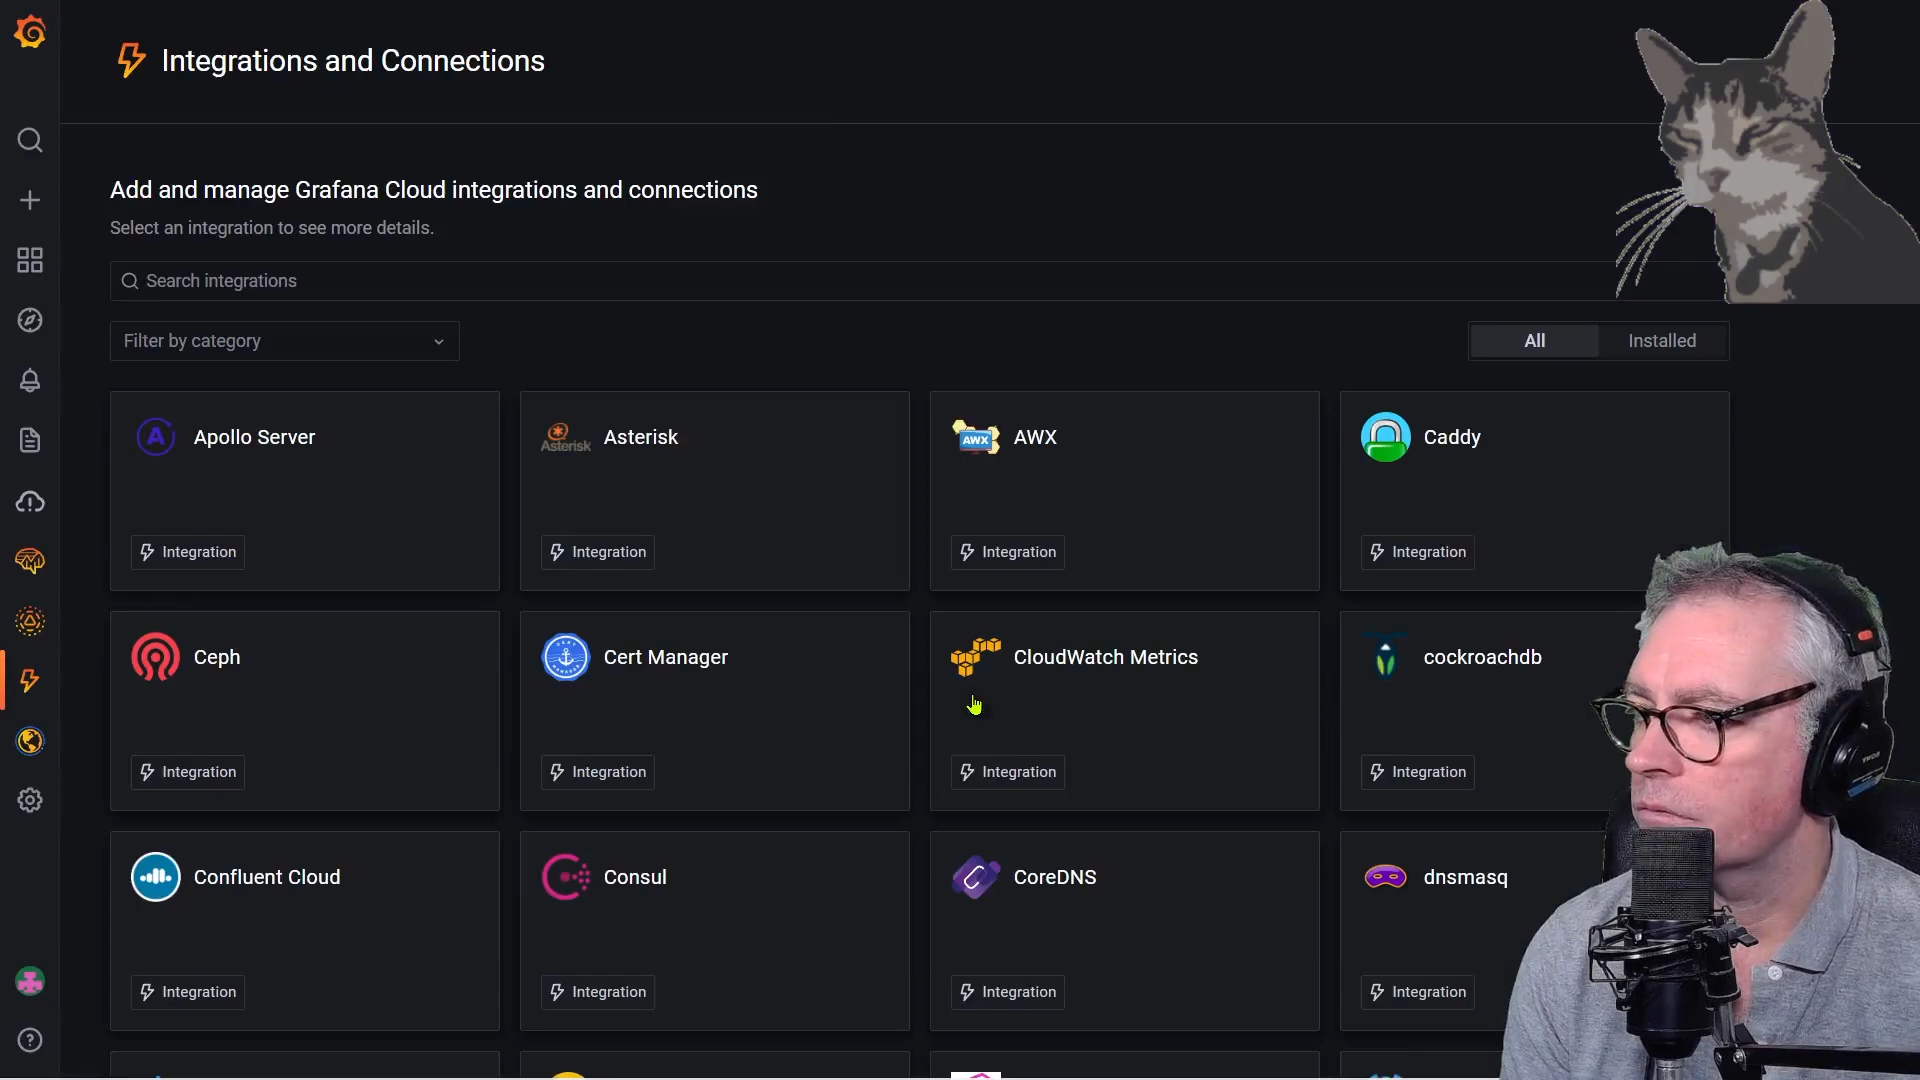 Integrations and Connections
Add and manage Grafana Cloud integrations and connections
Select an integration to see more details.
Search integrations
Filter by category
All
Installed
Apollo Server
Asterisk
Asterisk
AWX
AWX
Caddy
Integration
Integration
Integration
Integration
Ceph
Cert Manager
CloudWatch Metrics
cockroachdb
Integration
Integration
Integration
Integration
Confluent Cloud
Consul
CoreDNS
dnsmasq
Integration
Integration
Integration
Integration
SONY